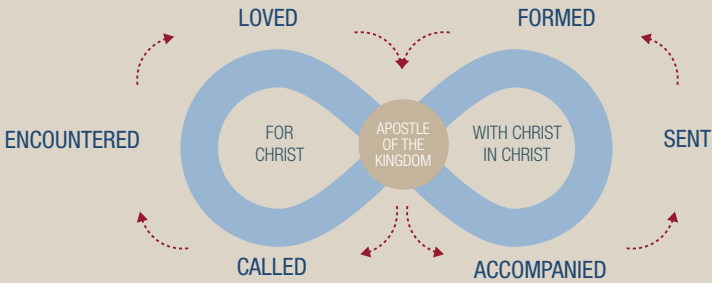 LOVED
FORMED
ENCOUNTERED
FOR
CHRIST
APOSTLE
OF THE
KINGDOM
WITH CHRIST
IN CHRIST
SENT
CALLED
ACCOMPANIED